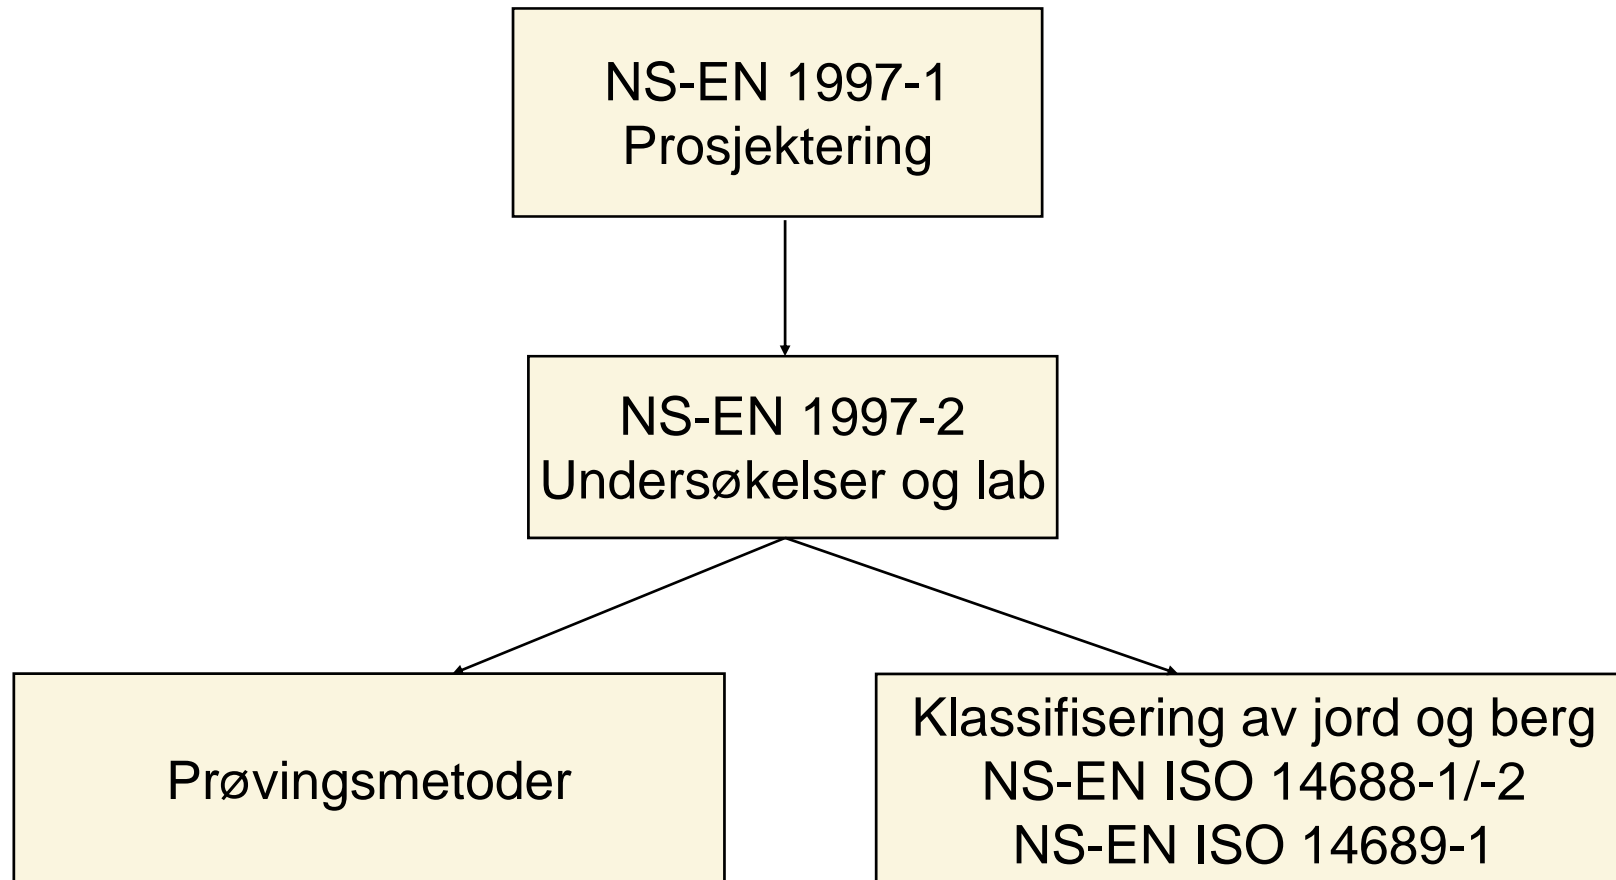 NS-EN 1997-1
Prosjektering
NS-EN 1997-2
Undersøkelser og lab
Prøvingsmetoder
Klassifisering av jord og berg
NS-EN ISO 14688-1/-2
NS-EN ISO 14689-1